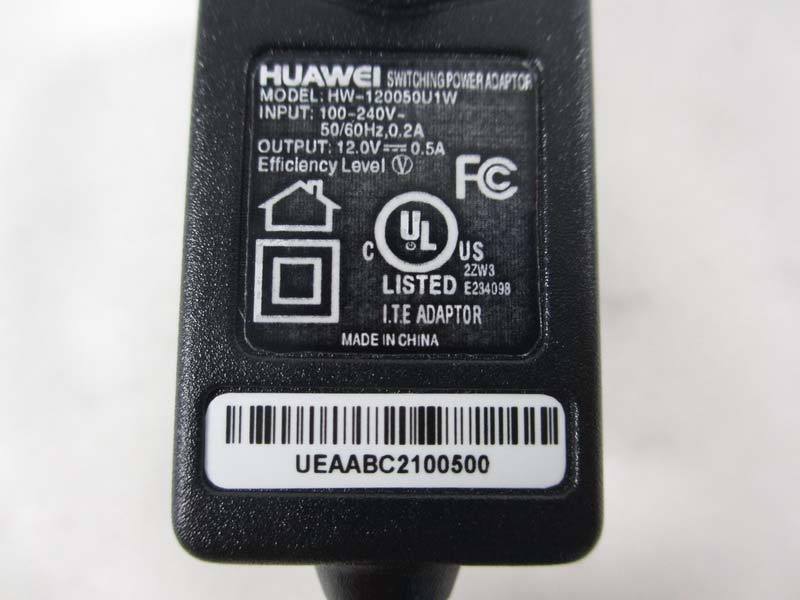 HUAWEI SWITCHING POWER ADAPTOR
MODEL: HW-120050U1W
INPUT: 100-240V~
50/60Hz,0.2A
OUTPUT: 12.0V⎓0.5A
Efficiency Level Ⓥ
FC
C UL US
LISTED
2ZW3
E234098
I.T.E ADAPTOR
MADE IN CHINA
UEAABC2100500